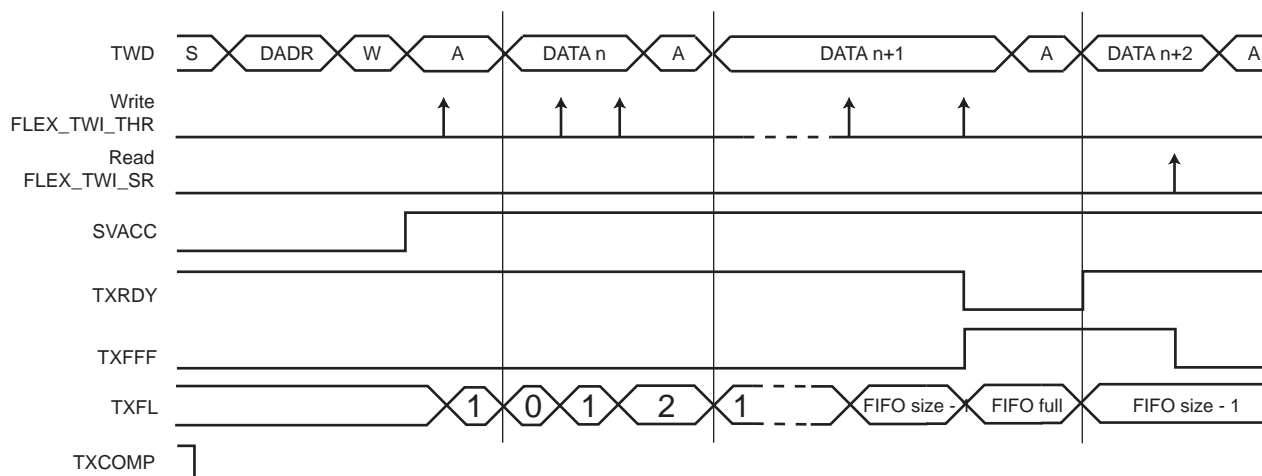 TWD S DADR W A DATA n A DATA n+1 A DATA n+2 A
Write
FLEX_TWI_THR
Read
FLEX_TWI_SR
SVACC
TXRDY
TXFFF
TXFL 1 0 1 2 1 FIFO size - 1 FIFO full FIFO size - 1
TXCOMP